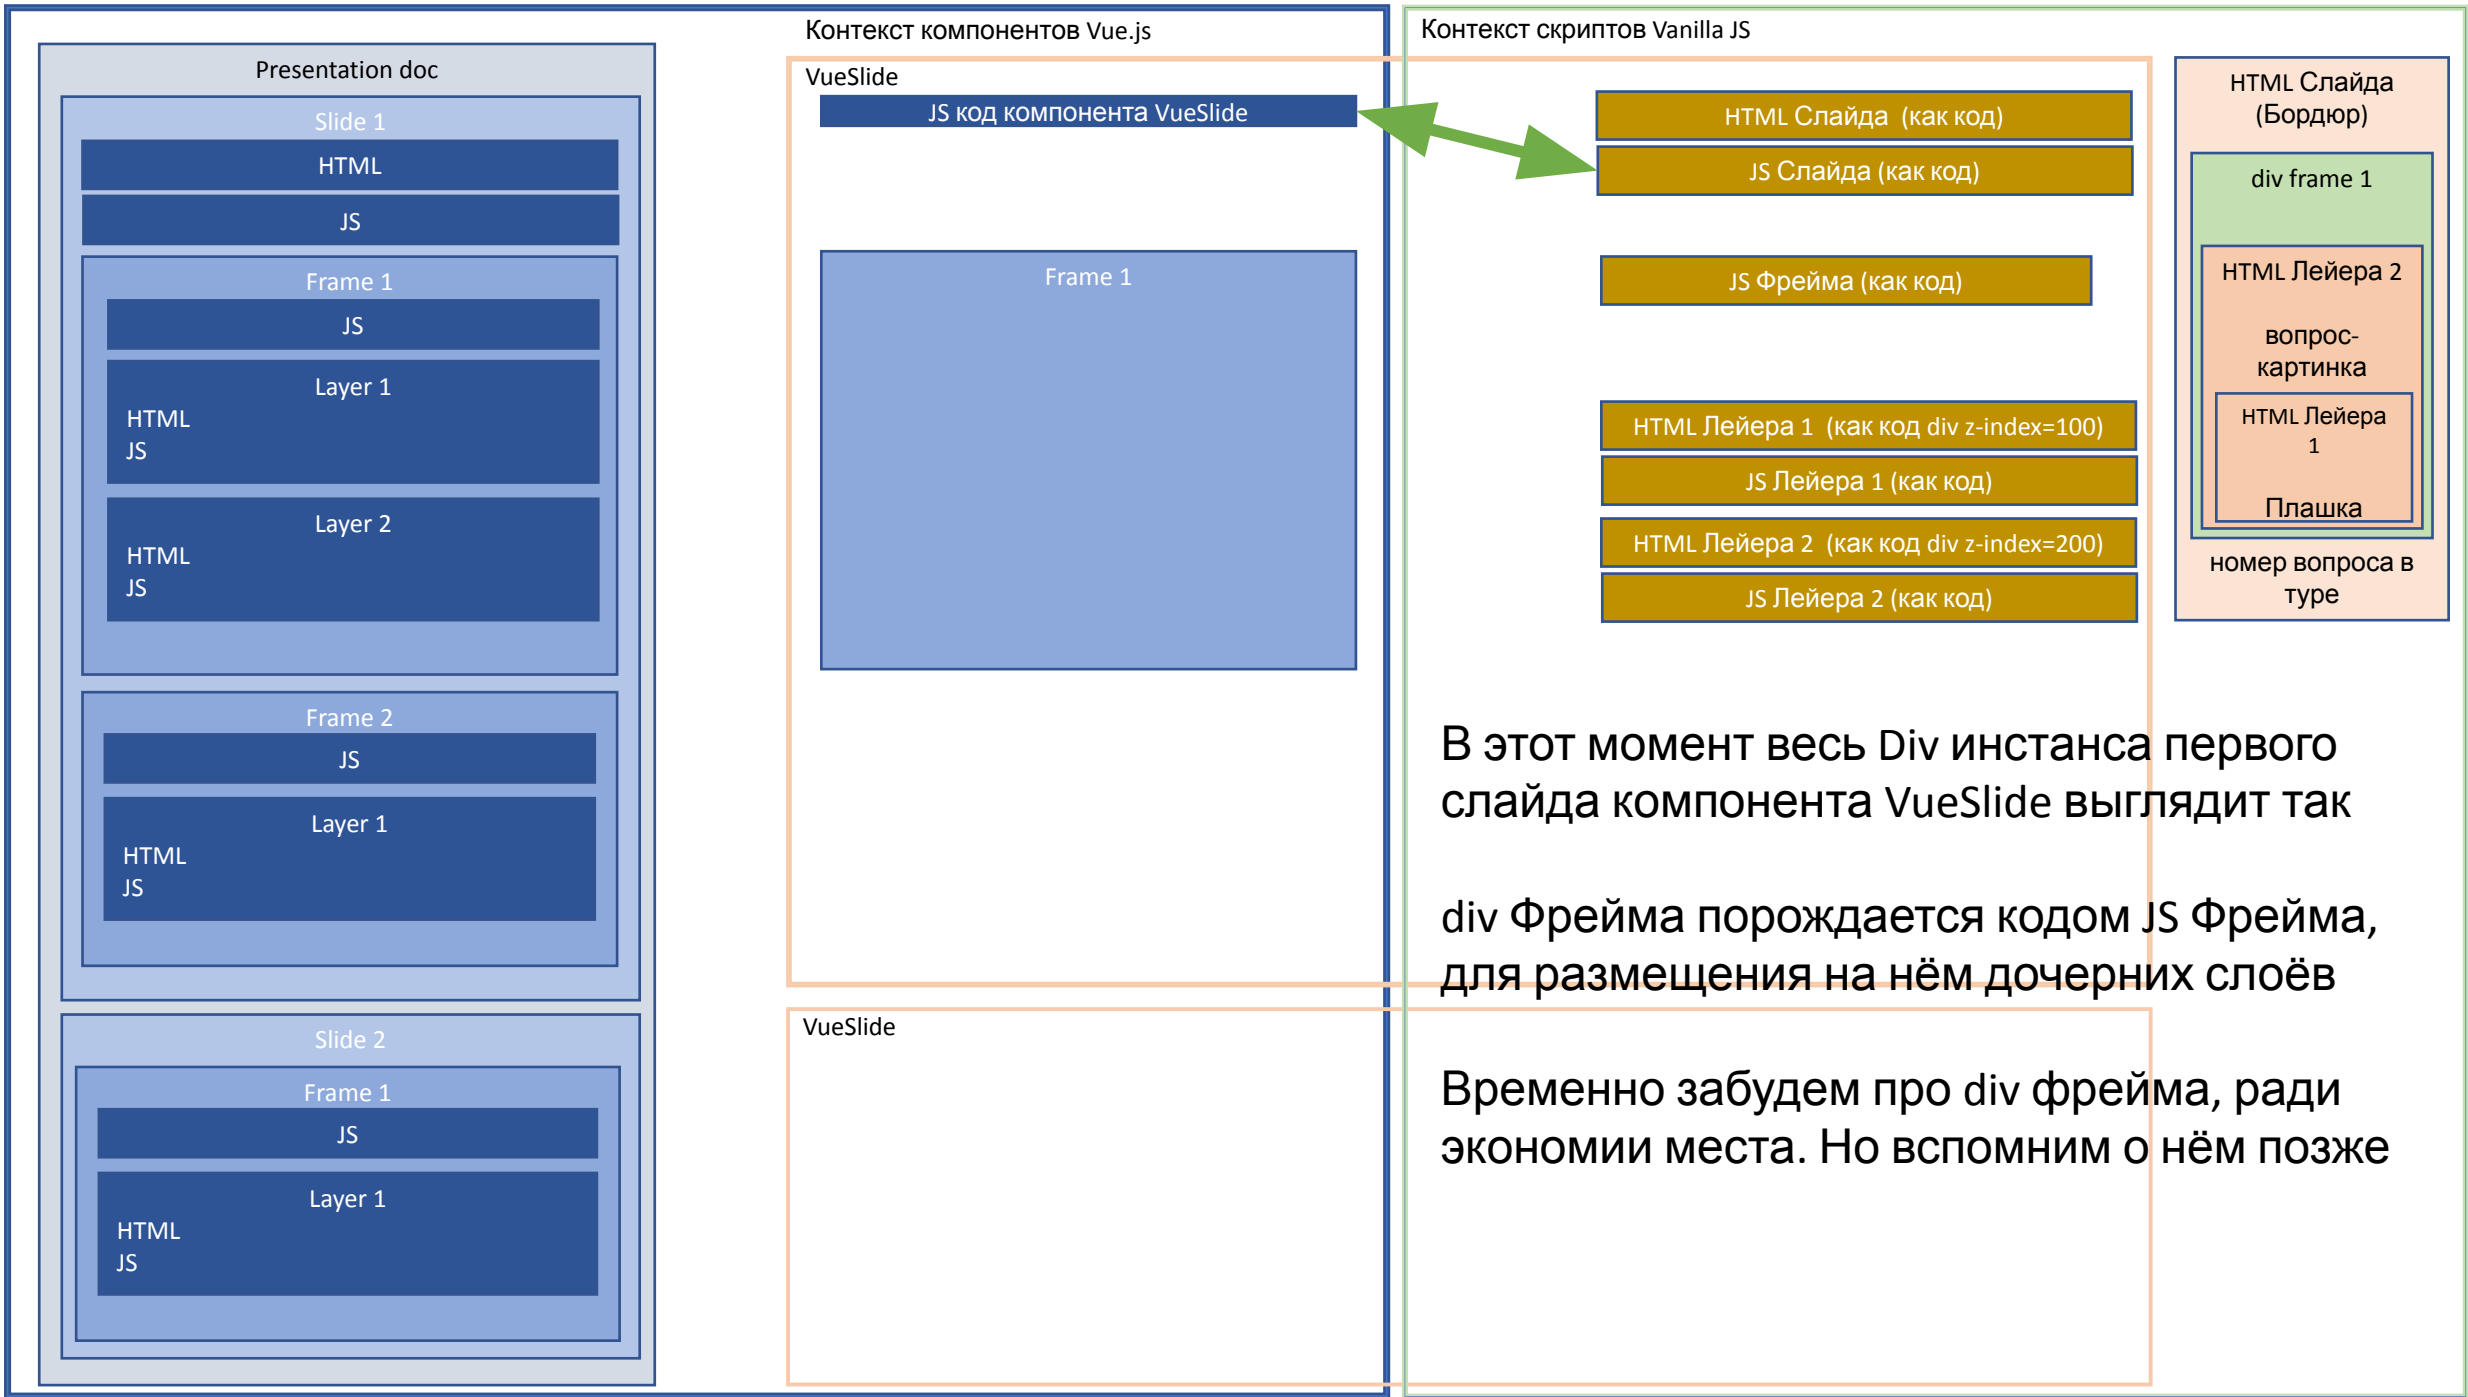 Контекст компонентов Vue.js
Контекст скриптов Vanilla JS
Presentation doc
Slide 1
HTML
JS
Frame 1
JS
Layer 1
HTML
JS
Layer 2
HTML
JS
Frame 2
JS
Layer 1
HTML
JS
Slide 2
Frame 1
JS
Layer 1
HTML
JS
VueSlide
JS код компонента VueSlide
Frame 1
VueSlide
HTML Слайда (как код)
JS Слайда (как код)
JS Фрейма (как код)
HTML Лейера 1 (как код div z-index=100)
JS Лейера 1 (как код)
HTML Лейера 2 (как код div z-index=200)
JS Лейера 2 (как код)
HTML Слайда
(Бордюр)
div frame 1
HTML Лейера 2
вопрос-
картинка
HTML Лейера
1
Плашка
номер вопроса в
туре
В этот момент весь Div инстанса первого
слайда компонента VueSlide выглядит так
div Фрейма порождается кодом JS Фрейма,
для размещения на нём дочерних слоёв
Временно забудем про div фрейма, ради
экономии места. Но вспомним о нём позже